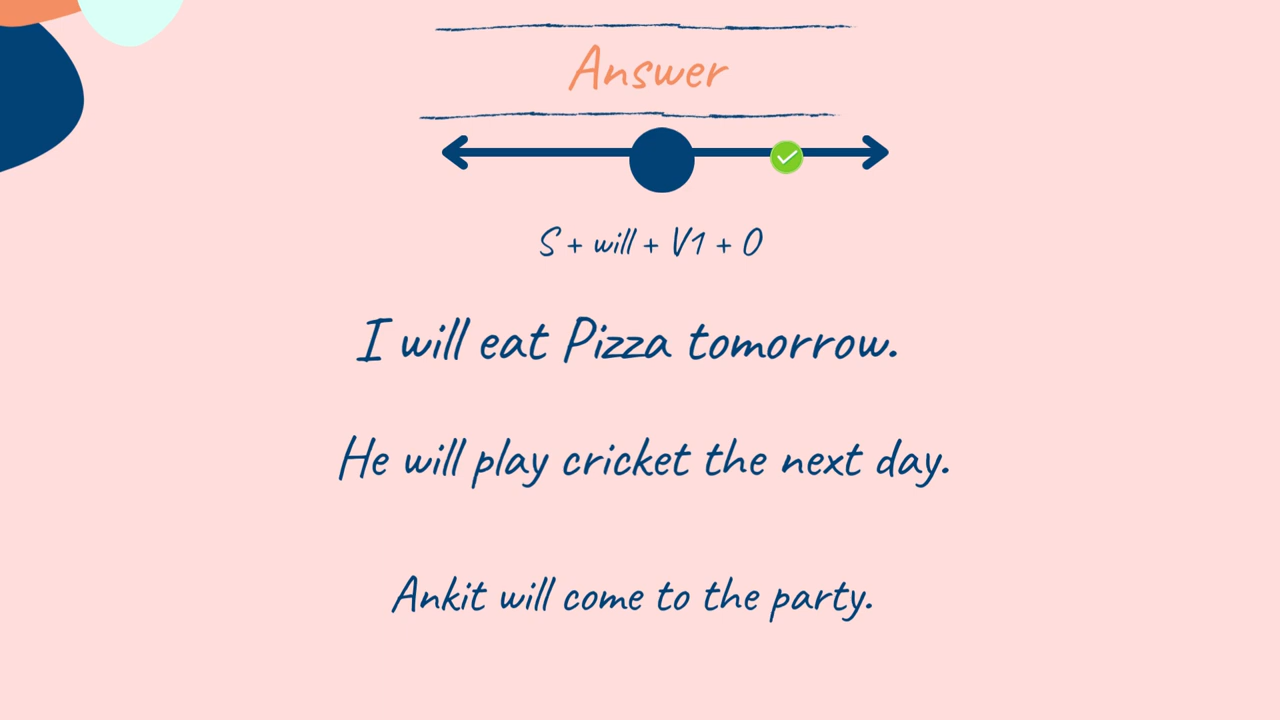 Answer
S + will + V1 + O
I will eat Pizza tomorrow.
He will play cricket the next day.
Ankit will come to the party.